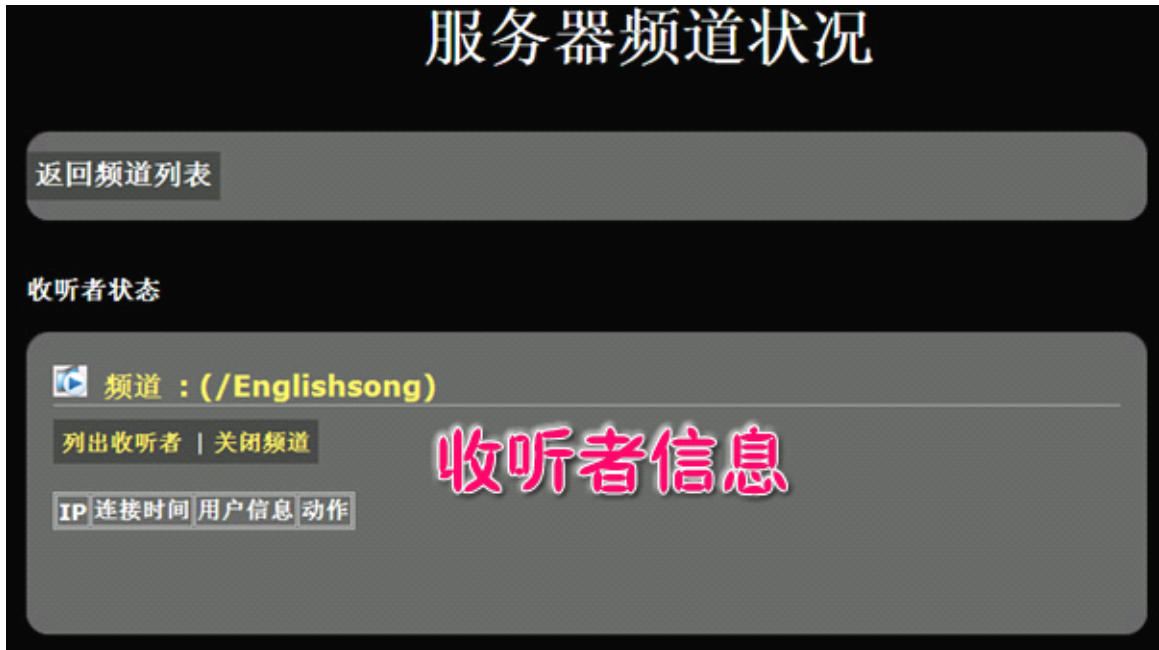 服务器频道状况
返回频道列表
收听者状态
频道 : (/Englishsong)
列出收听者 | 关闭频道
收听者信息
IP 连接时间 用户信息 动作